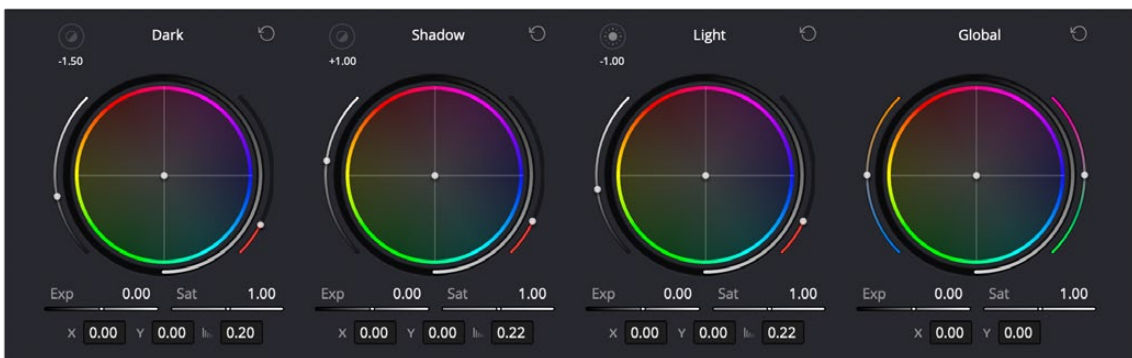 Dark Shadow Light Global
-1.50 +1.00 -1.00
Exp 0.00 Sat 1.00 Exp 0.00 Sat 1.00 Exp 0.00 Sat 1.00 Exp 0.00 Sat 1.00
X 0.00 Y 0.00 0.20 X 0.00 Y 0.00 0.22 X 0.00 Y 0.00 0.22 X 0.00 Y 0.00